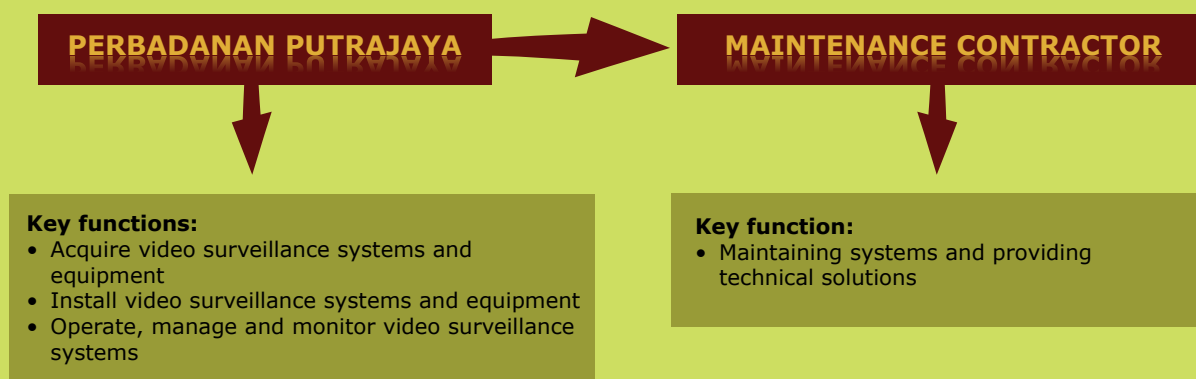 PERBADANAN PUTRAJAYA
MAINTENANCE CONTRACTOR
Key functions:
• Acquire video surveillance systems and
equipment
• Install video surveillance systems and equipment
• Operate, manage and monitor video surveillance
systems
Key function:
• Maintaining systems and providing
technical solutions